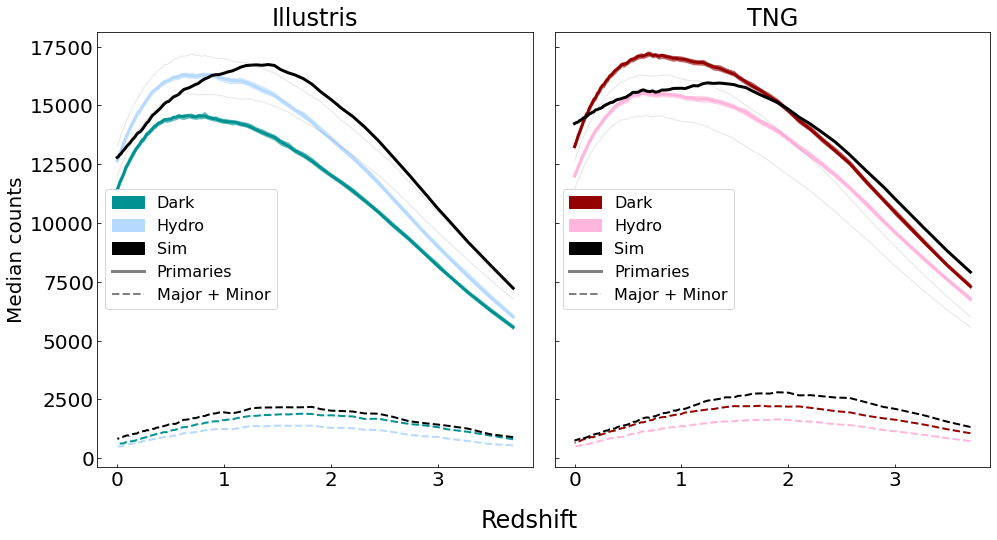 Illustris
TNG
Median counts
17500
15000
12500
10000
7500
5000
2500
0
Dark
Hydro
Sim
Primaries
Major + Minor
Dark
Hydro
Sim
Primaries
Major + Minor
0 1 2 3
0 1 2 3
Redshift